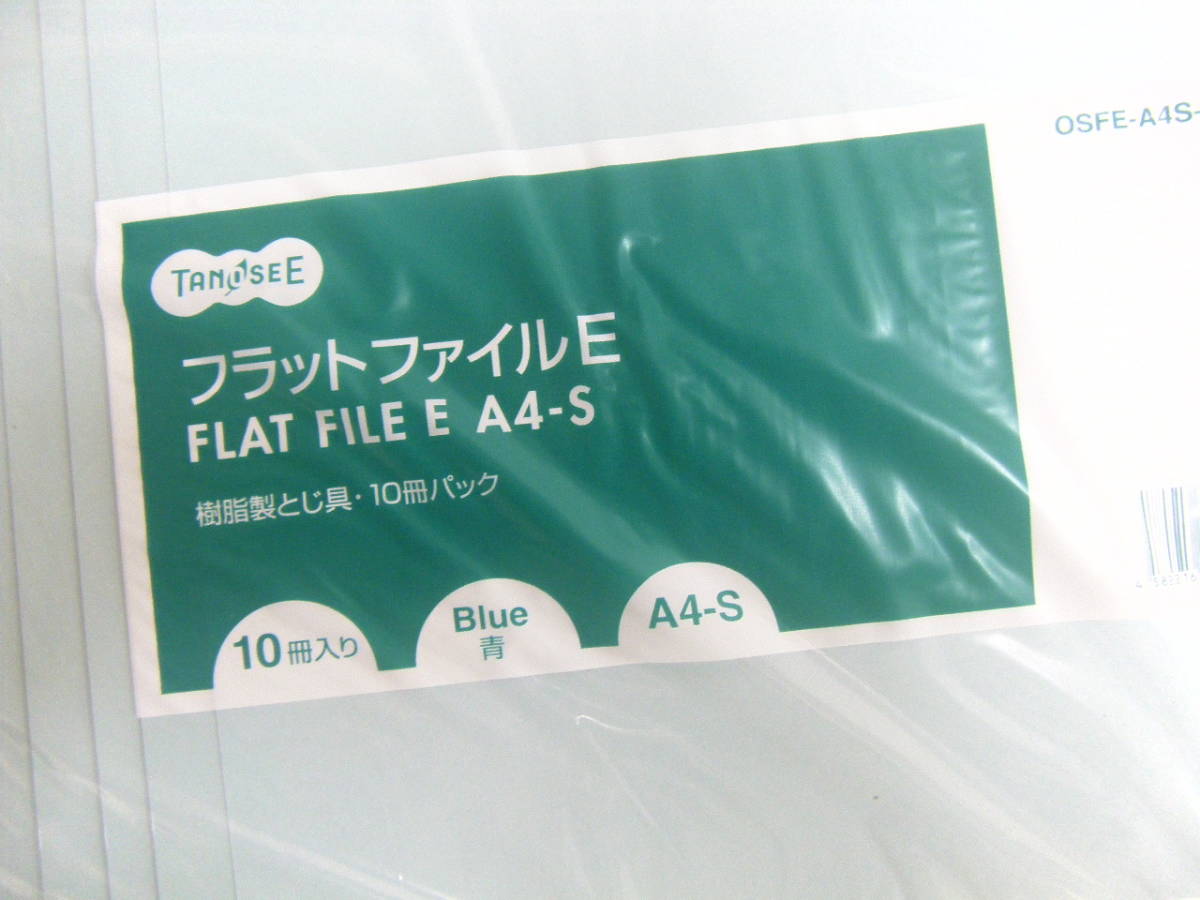 OSFE-A4S-
TANOSEE
フラットファイルE
FLAT FILE E A4-S
樹脂製とじ具・10冊パック
10冊入り
Blue
青
A4-S